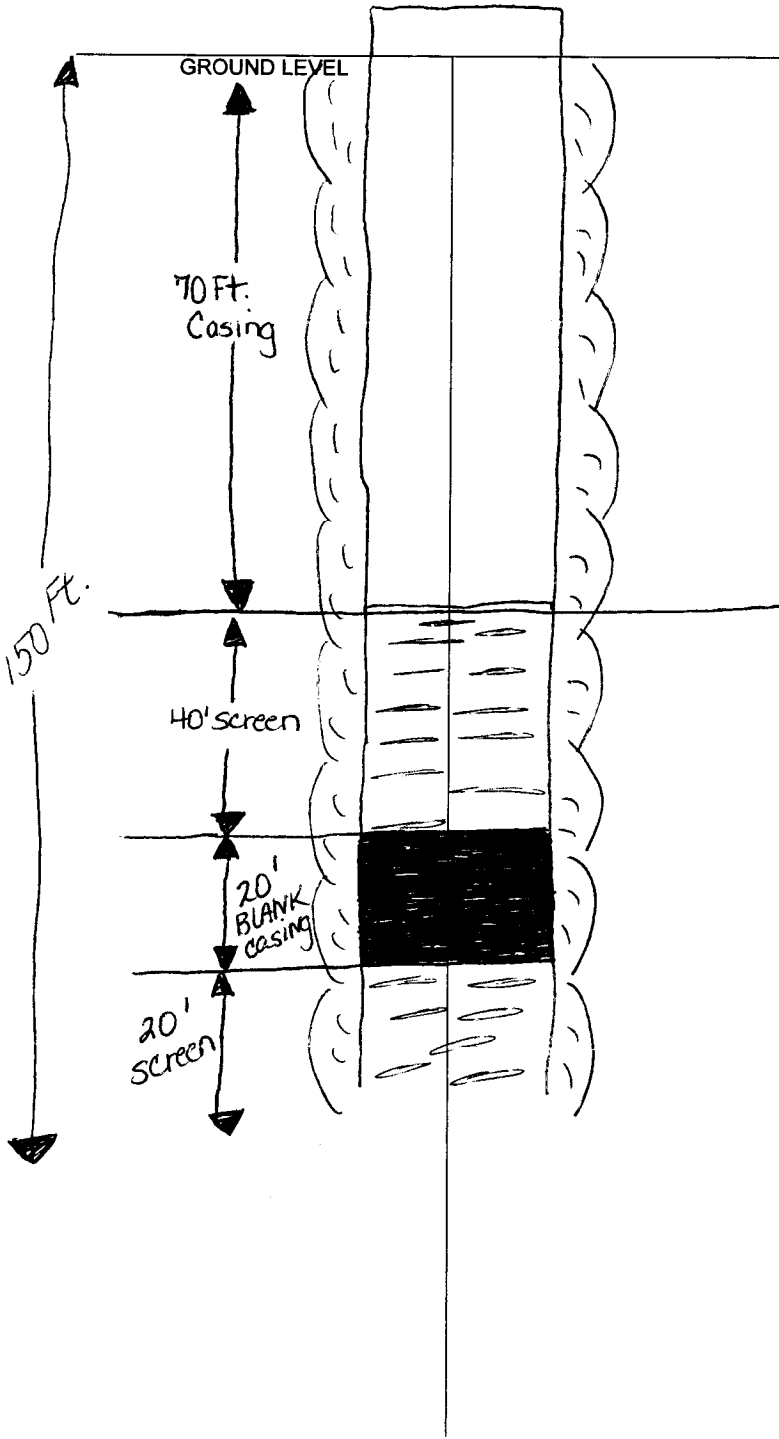 GROUND LEVEL
70 Ft.
Casing
150 Ft.
40' screen
20'
BLANK
casing
20'
screen